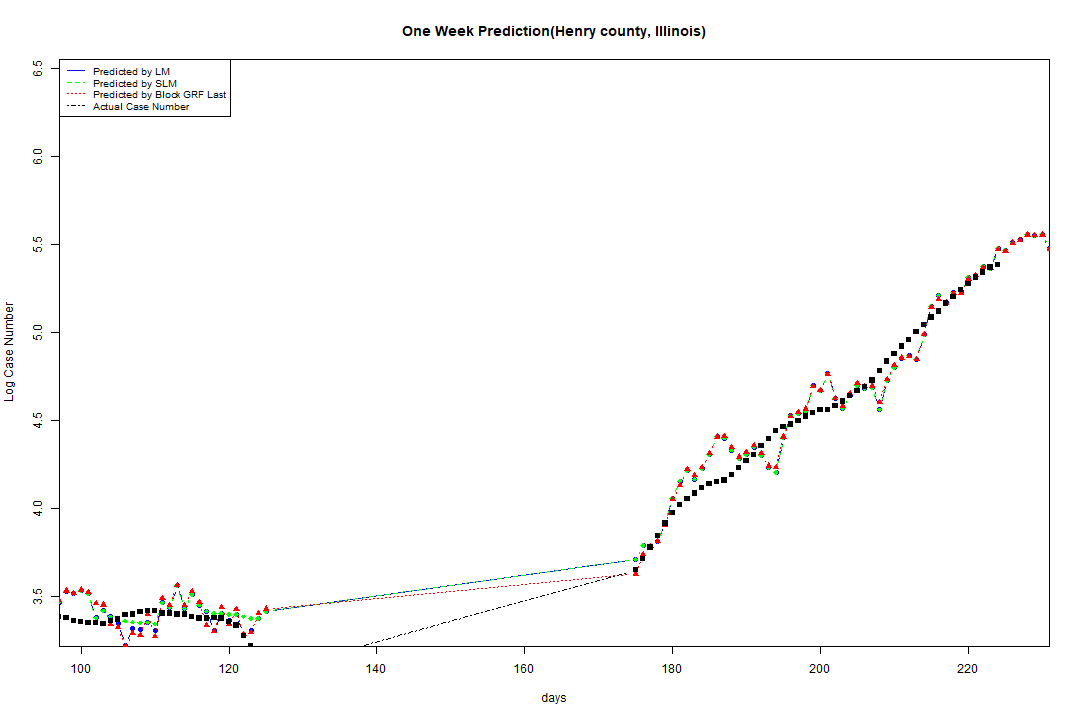 One Week Prediction(Henry county, Illinois)
Predicted by LM
Predicted by SLM
Predicted by Block GRF Last
Actual Case Number
6.5
6.0
5.5
5.0
4.5
4.0
3.5
Log Case Number
100 120 140 160 180 200 220
days